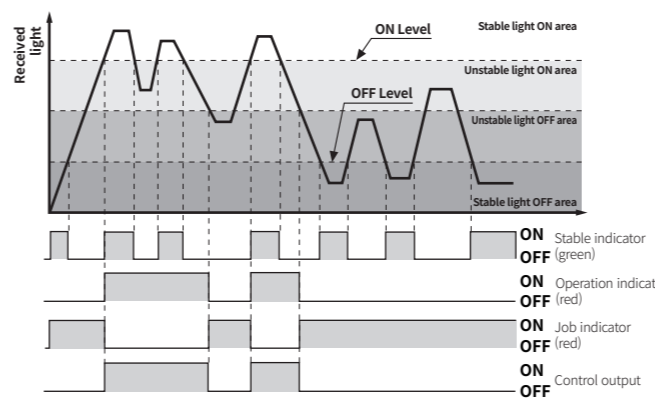 Received
light
ON Level
OFF Level
Stable light ON area
Unstable light ON area
Unstable light OFF area
Stable light OFF area
ON
OFF
Stable indicator
(green)
ON
OFF
Operation indicat
(red)
ON
OFF
Job indicator
(red)
ON
OFF
Control output